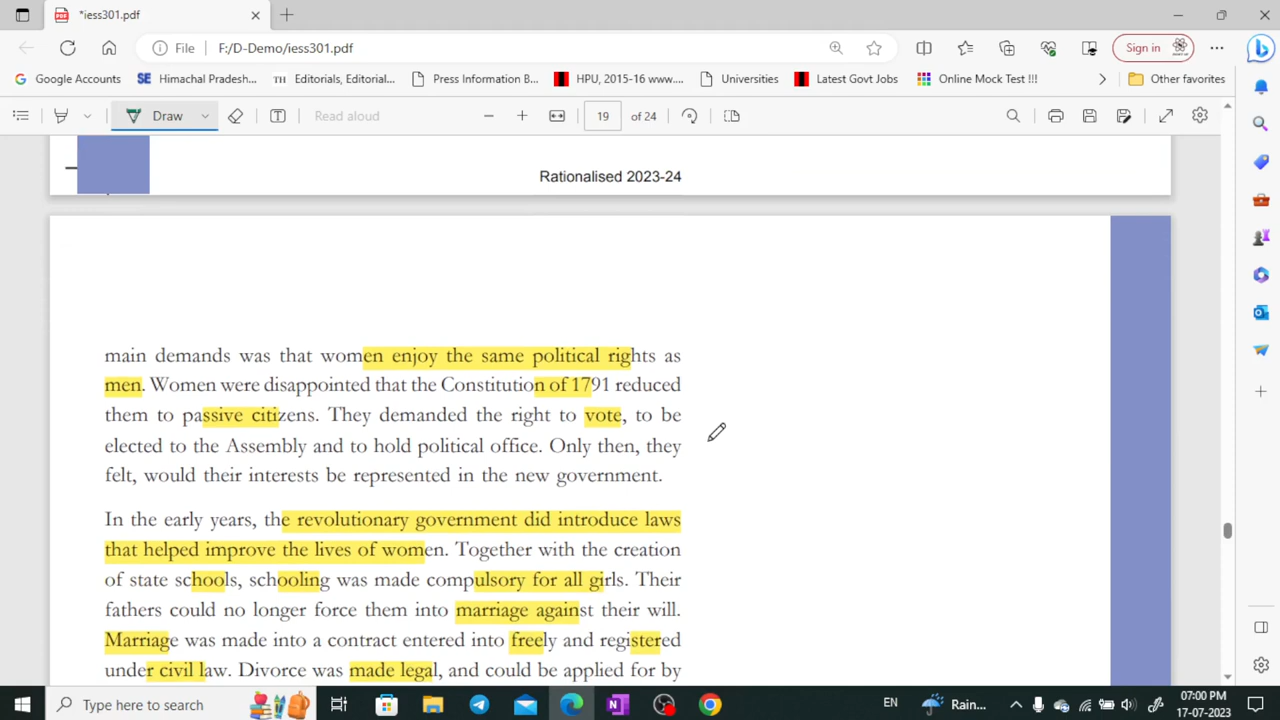 *iess301.pdf
File F:/D-Demo/iess301.pdf Sign in
Google Accounts SE Himachal Pradesh... TH Editorials, Editorial... Press Information B... HPU, 2015-16 www.... Universities Latest Govt Jobs Online Mock Test !!! Other favorites
Draw Read aloud 19 of 24
Rationalised 2023-24
main demands was that women enjoy the same political rights as
men. Women were disappointed that the Constitution of 1791 reduced
them to passive citizens. They demanded the right to vote, to be
elected to the Assembly and to hold political office. Only then, they
felt, would their interests be represented in the new government.
In the early years, the revolutionary government did introduce laws
that helped improve the lives of women. Together with the creation
of state schools, schooling was made compulsory for all girls. Their
fathers could no longer force them into marriage against their will.
Marriage was made into a contract entered into freely and registered
under civil law. Divorce was made legal, and could be applied for by
Type here to search EN Rain... 07:00 PM
17-07-2023